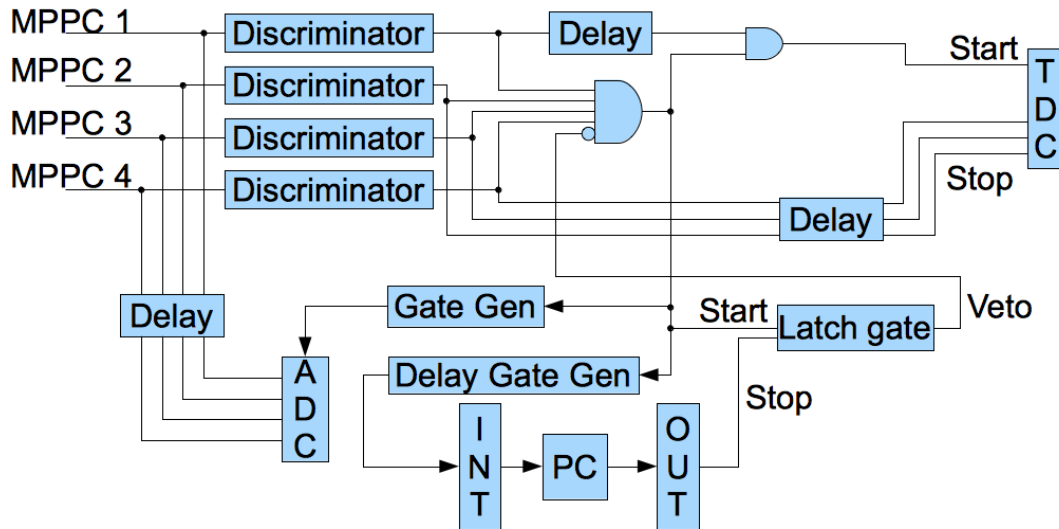 MPPC 1
Discriminator
Delay
Start
MPPC 2
Discriminator
T
D
C
MPPC 3
Discriminator
MPPC 4
Discriminator
Stop
Delay
Delay
Gate Gen
Start
Latch gate
Veto
A
D
C
Delay Gate Gen
Stop
I
N
T
PC
O
U
T